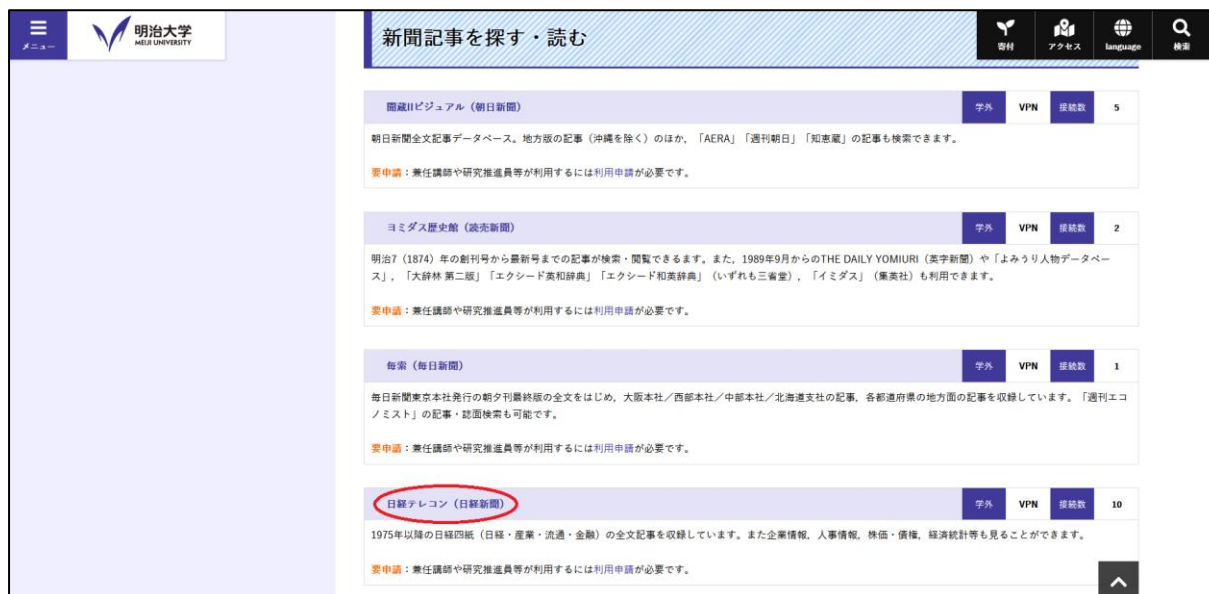 メニュー
明治大学
MEIJI UNIVERSITY
新聞記事を探す・読む
寄付
アクセス
language
検索
聞蔵IIビジュアル（朝日新聞）
学外 VPN 接続数 5
朝日新聞全文記事データベース。地方版の記事（沖縄を除く）のほか，「AERA」「週刊朝日」「知恵蔵」の記事も検索できます。
要申請：兼任講師や研究推進員等が利用するには利用申請が必要です。
ヨミダス歴史館（読売新聞）
学外 VPN 接続数 2
明治7（1874）年の創刊号から最新号までの記事が検索・閲覧できるます。また，1989年9月からのTHE DAILY YOMIURI（英字新聞）や「よみうり人物データベー
ス」，「大辞林 第二版」「エクシード英和辞典」「エクシード和英辞典」（いずれも三省堂），「イミダス」（集英社）も利用できます。
要申請：兼任講師や研究推進員等が利用するには利用申請が必要です。
毎索（毎日新聞）
学外 VPN 接続数 1
毎日新聞東京本社発行の朝夕刊最終版の全文をはじめ，大阪本社／西部本社／中部本社／北海道支社の記事，各都道府県の地方面の記事を収録しています。「週刊エコ
ノミスト」の記事・誌面検索も可能です。
要申請：兼任講師や研究推進員等が利用するには利用申請が必要です。
日経テレコン（日経新聞）
学外 VPN 接続数 10
1975年以降の日経四紙（日経・産業・流通・金融）の全文記事を収録しています。また企業情報，人事情報，株価・債権，経済統計等も見ることができます。
要申請：兼任講師や研究推進員等が利用するには利用申請が必要です。